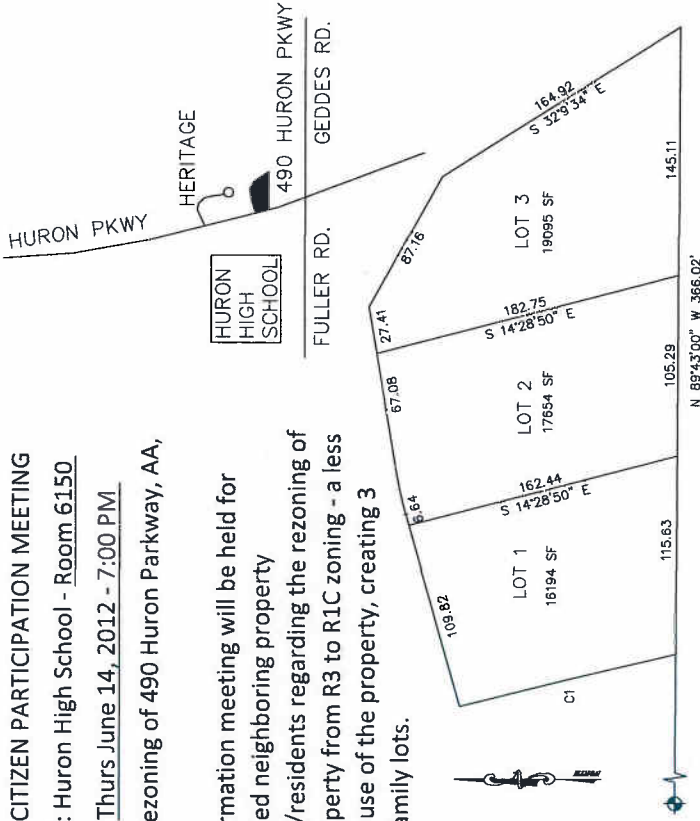 CITIZEN PARTICIPATION MEETING
: Huron High School - Room 6150
Thurs June 14, 2012 - 7:00 PM
ezoning of 490 Huron Parkway, AA,
rmation meeting will be held for
ed neighboring property
/residents regarding the rezoning of
perty from R3 to R1C zoning - a less
use of the property, creating 3
amily lots.
HURON PKWY
HERITAGE
490 HURON PKWY
HURON
HIGH
SCHOOL
FULLER RD.
GEDDES RD.
109.82
6.64
67.08
27.41
87.16
164.92
S 32°9'34" E
LOT 1
16194 SF
162.44
S 14°28'50" E
LOT 2
17654 SF
182.75
S 14°28'50" E
LOT 3
19095 SF
C1
115.63
105.29
145.11
N 89°43'00" W 366.02'